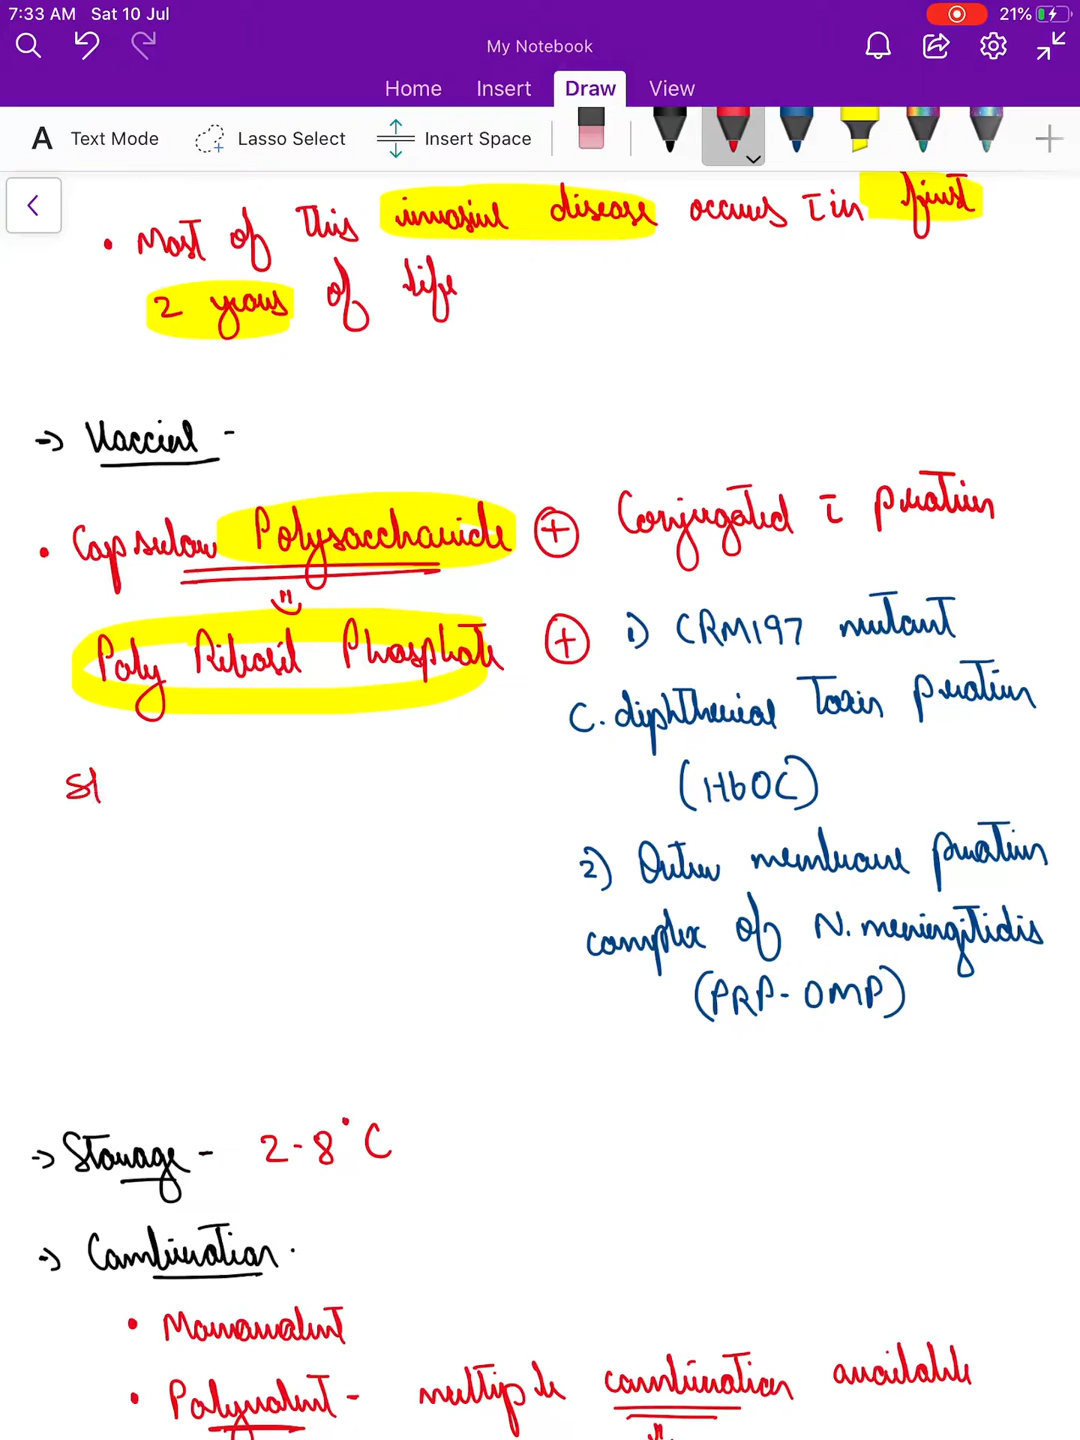 7:33 AM Sat 10 Jul 21%
My Notebook
Home Insert Draw View
A Text Mode Lasso Select Insert Space
• Most of this invasive disease occurs c̄ in first
2 years of life
→ Vaccine -
• Capsular Polysaccharide + Conjugated c̄ protein
Poly Ribosil Phosphate + 1) CRM197 mutant
C. diphtherial Toxin protein
(HbOC)
St
2) Outer membrane protein
complex of N. meningitidis
(PRP-OMP)
→ Storage - 2-8°C
→ Combination.
• Monovalent
• Polyvalent - multiple combination available